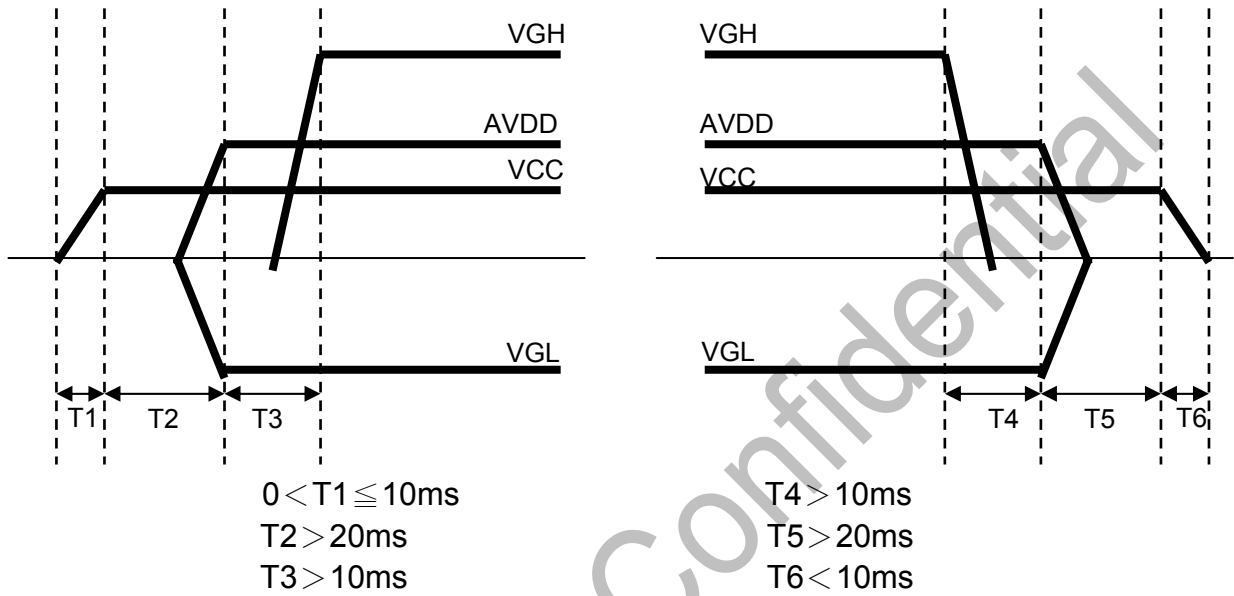 VGH
AVDD
VCC
VGL
T1 T2 T3
0＜T1≦10ms
T2＞20ms
T3＞10ms
VGH
AVDD
VCC
VGL
T4 T5 T6
T4＞10ms
T5＞20ms
T6＜10ms
Confidential